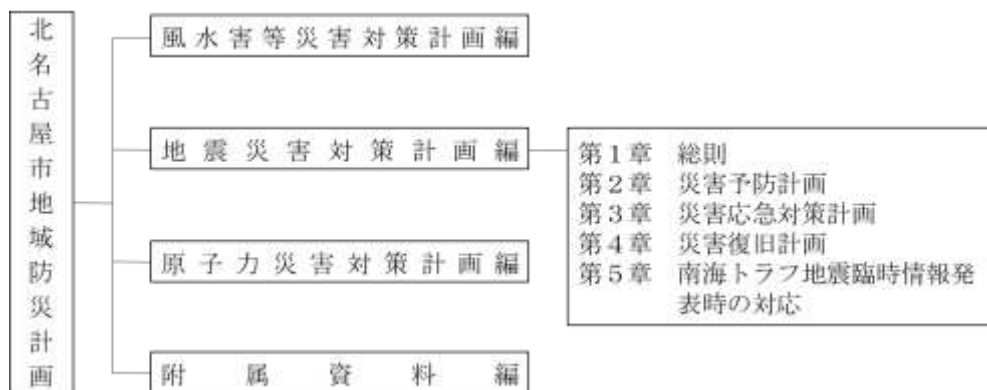 北名古屋市地域防災計画
風水害等災害対策計画編
地震災害対策計画編
第1章 総則
第2章 災害予防計画
第3章 災害応急対策計画
第4章 災害復旧計画
第5章 南海トラフ地震臨時情報発
表時の対応
原子力災害対策計画編
附属資料編